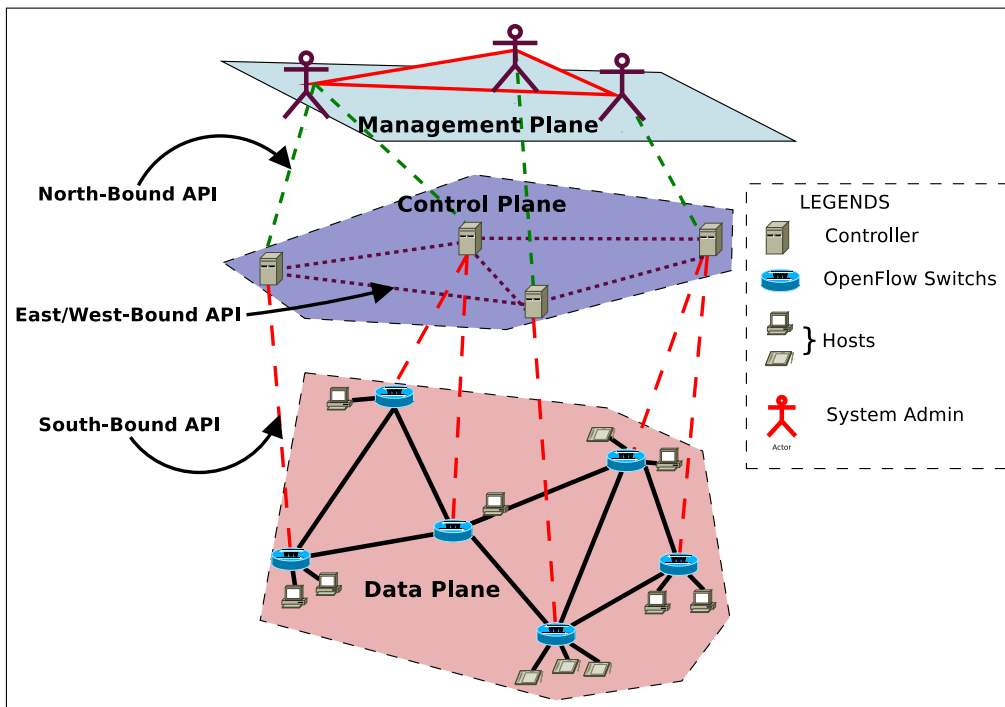 Management Plane
North-Bound API
Control Plane
East/West-Bound API
South-Bound API
Data Plane
LEGENDS
Controller
OpenFlow Switchs
Hosts
System Admin
Actor